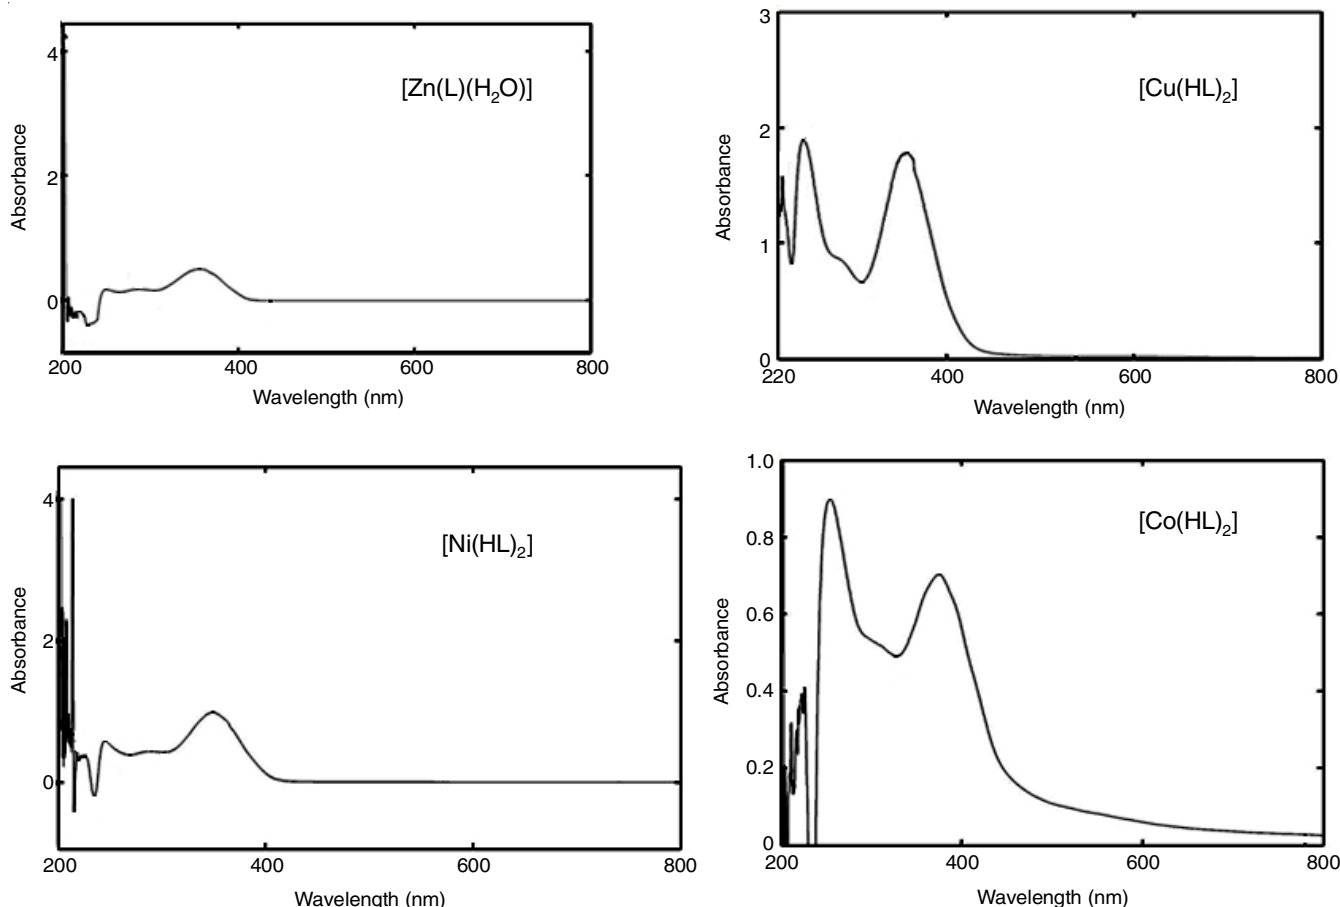 [Zn(L)(H₂O)]
Absorbance
4
2
0
200 400 600 800
Wavelength (nm)
[Cu(HL)₂]
Absorbance
3
2
1
0
220 400 600 800
Wavelength (nm)
[Ni(HL)₂]
Absorbance
4
2
0
200 400 600 800
Wavelength (nm)
[Co(HL)₂]
Absorbance
1.0
0.8
0.6
0.4
0.2
0
200 400 600 800
Wavelength (nm)